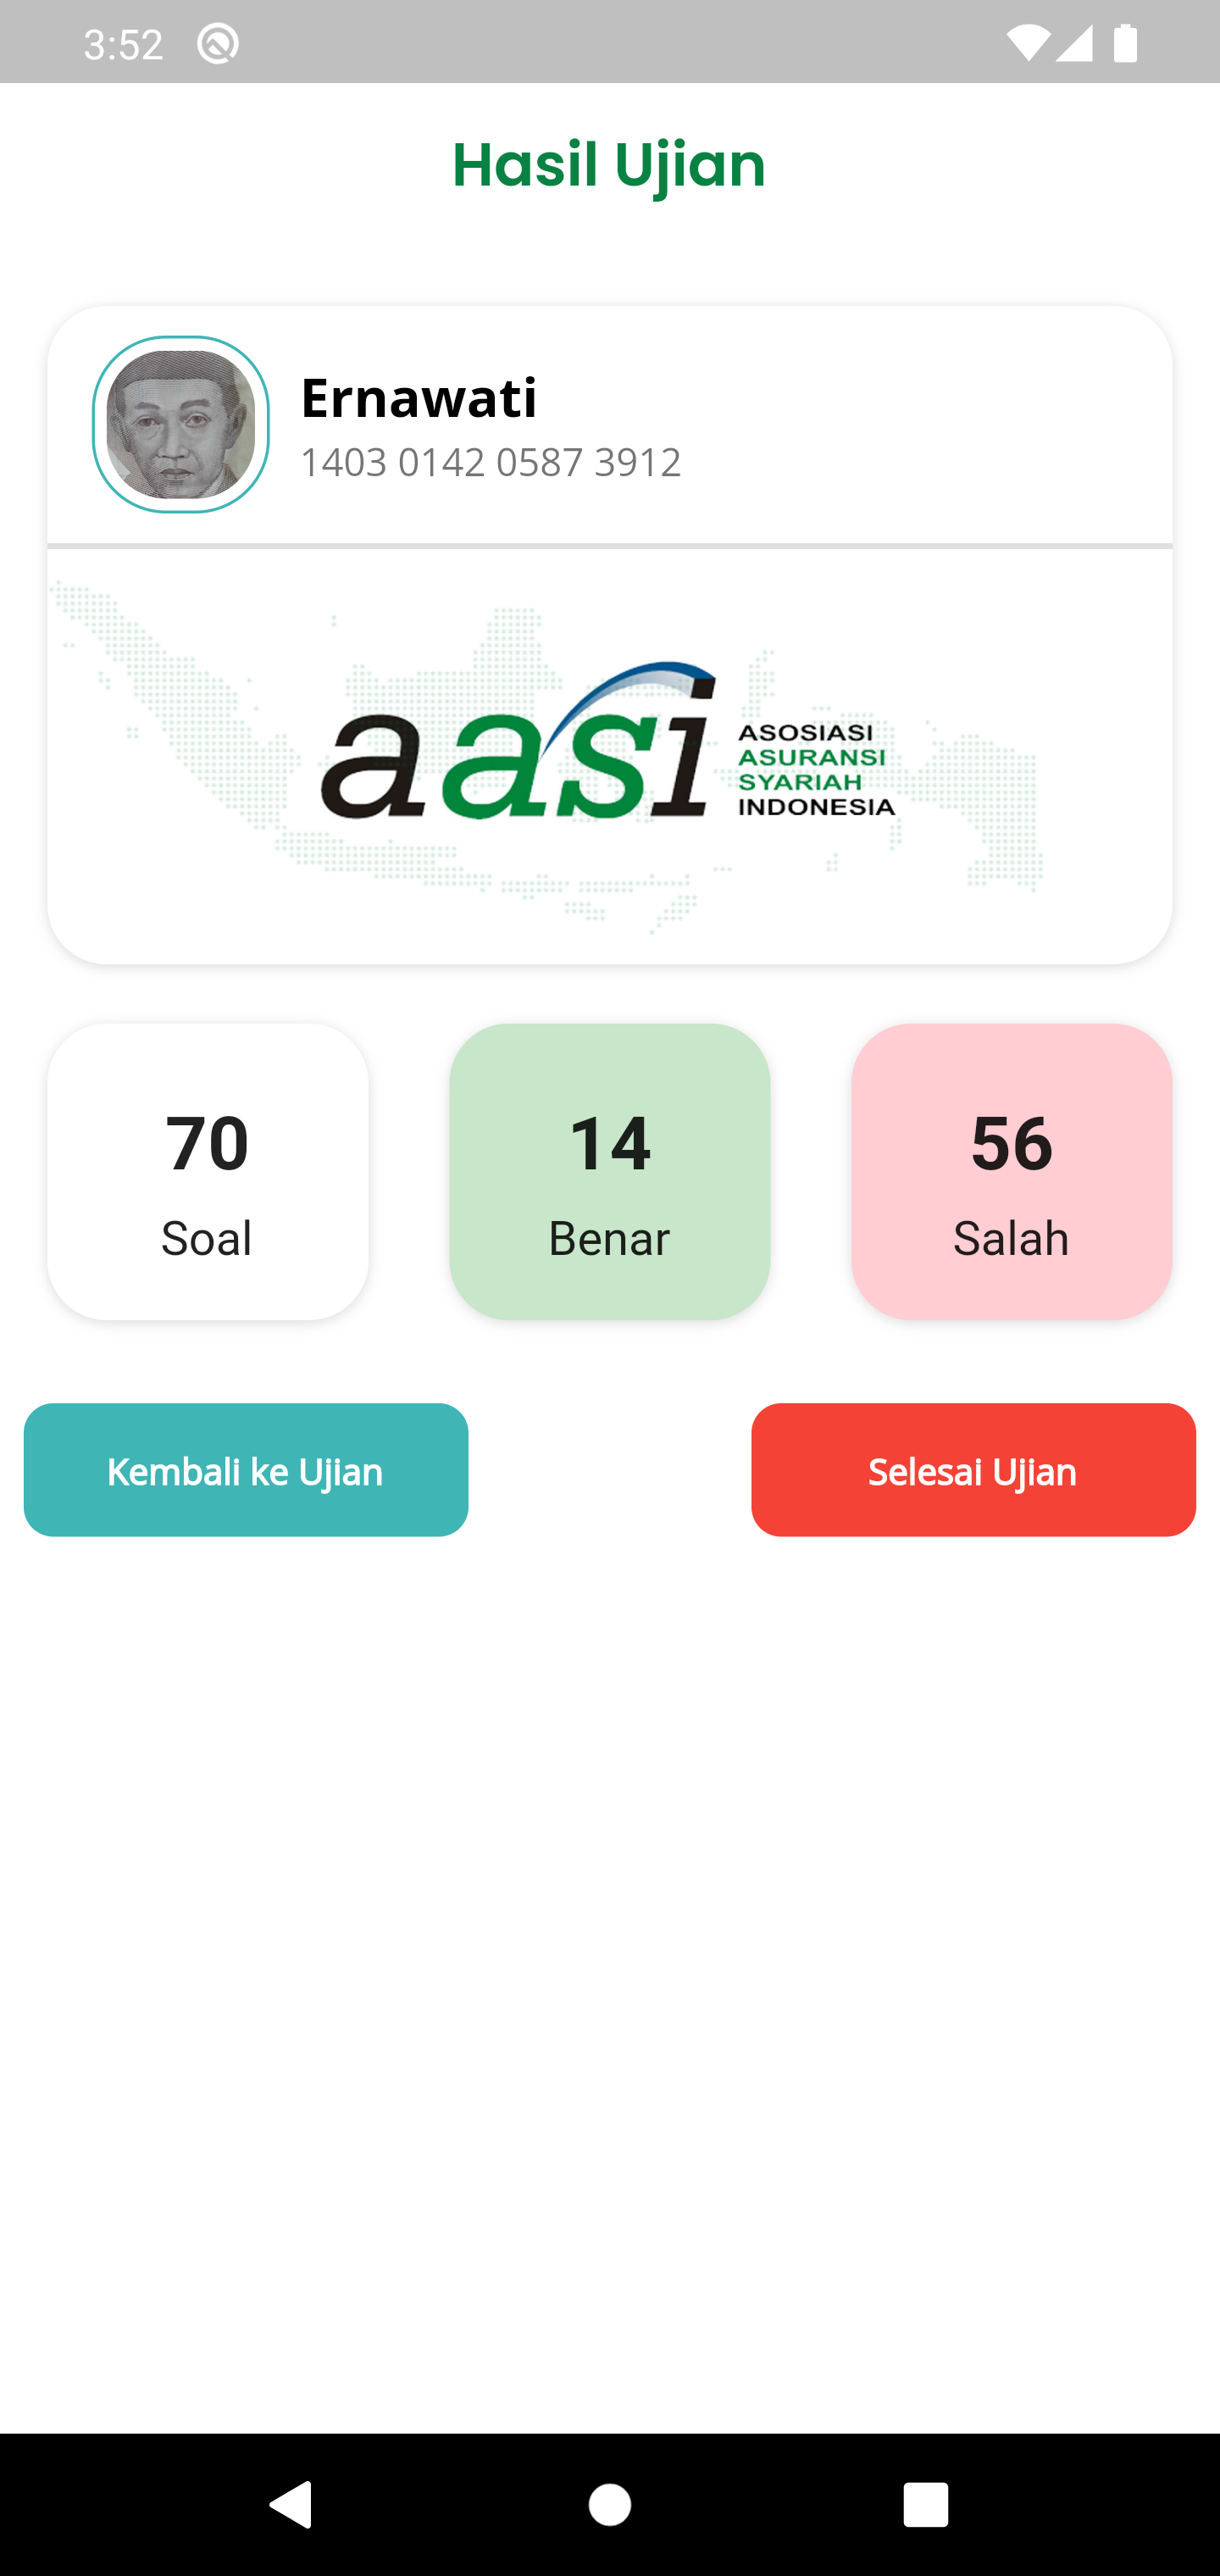 3:52
Hasil Ujian
Ernawati
1403 0142 0587 3912
aasi
ASOSIASI
ASURANSI
SYARIAH
INDONESIA
70
Soal
14
Benar
56
Salah
Kembali ke Ujian
Selesai Ujian